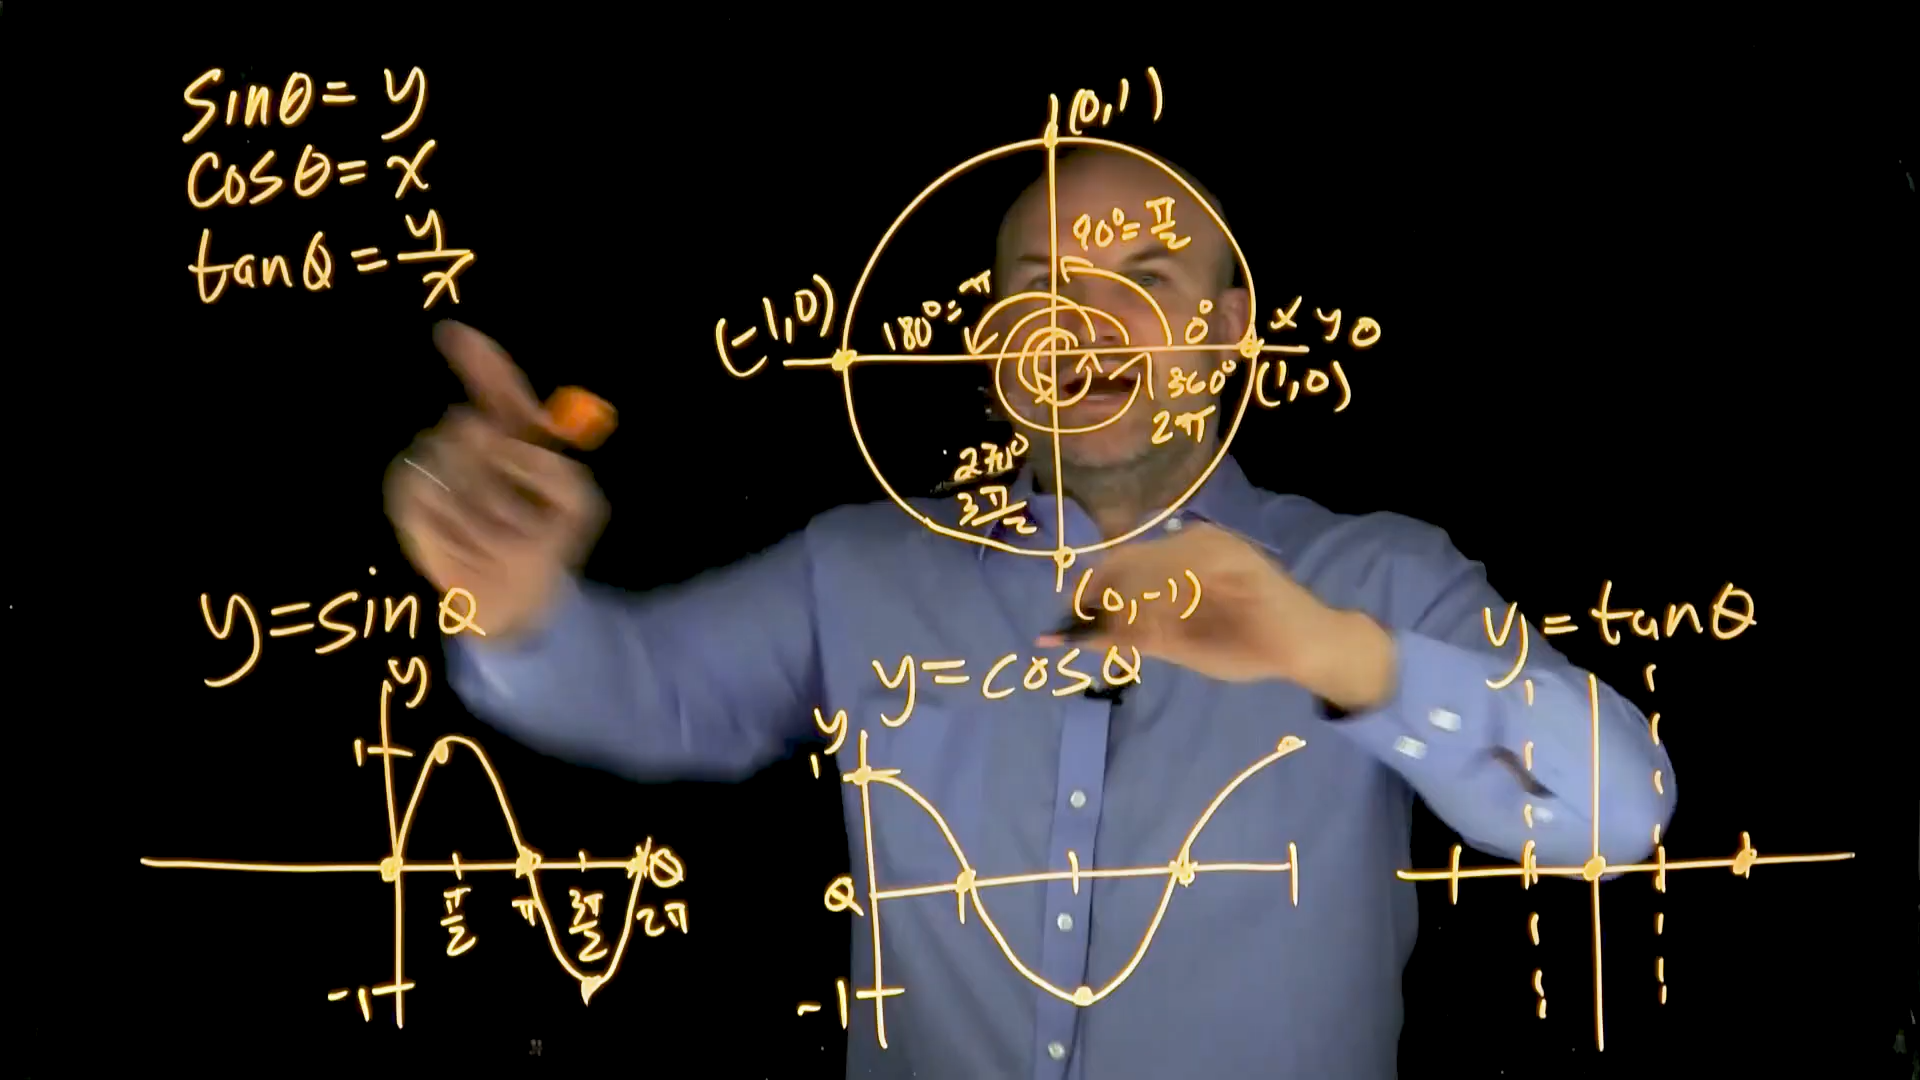 sinθ = y
cosθ = x
tanθ = y/x
(0,1)
90° = π/2
180° = π
0°
x y 0
(-1,0)
360°
2π
(1,0)
270°
3π/2
(0,-1)
y = sinθ
y
1
θ
π/2 π 3π/2 2π
-1
y = cosθ
y
1
θ
-1
y = tanθ